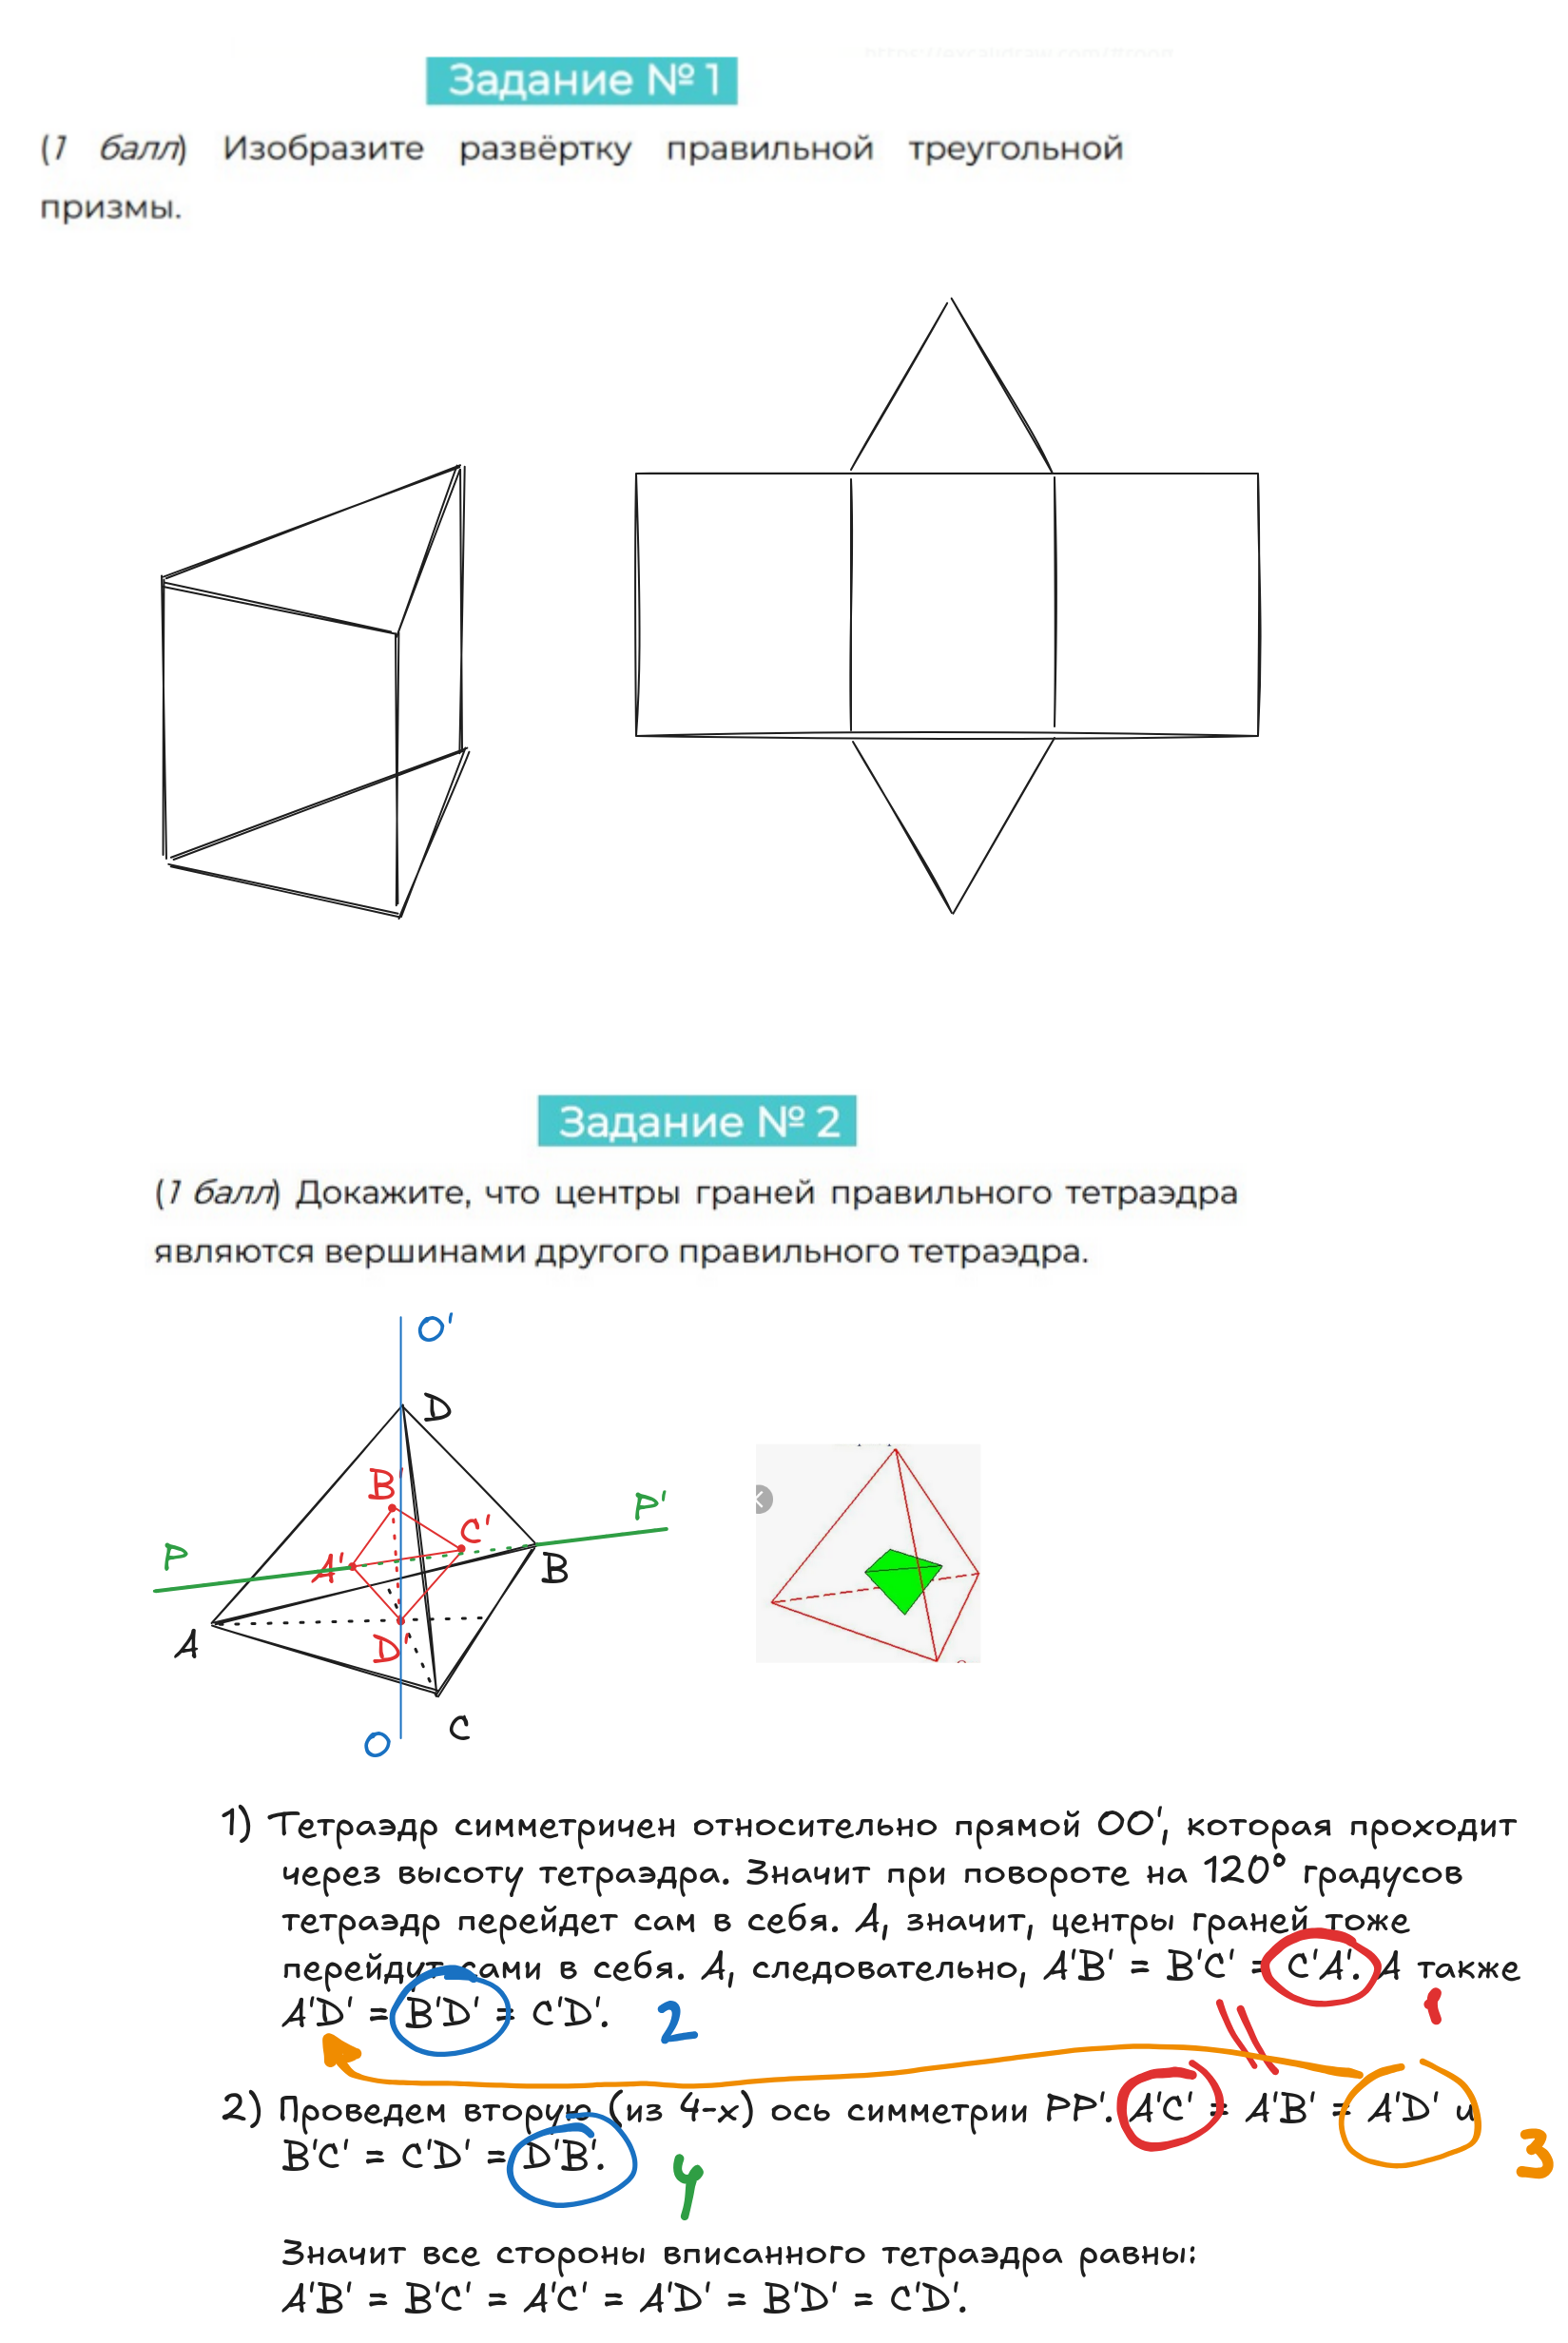 Задание № 1
(1 балл) Изобразите развёртку правильной треугольной
призмы.
Задание № 2
(1 балл) Докажите, что центры граней правильного тетраэдра
являются вершинами другого правильного тетраэдра.
O'
D
B'
P'
C'
P
A'
B
A
D'
C
O
1) Тетраэдр симметричен относительно прямой OO', которая проходит
через высоту тетраэдра. Значит при повороте на 120° градусов
тетраэдр перейдет сам в себя. А, значит, центры граней тоже
перейдут сами в себя. А, следовательно, A'B' = B'C' = C'A'. А также
1
A'D' = B'D' = C'D'.
2
2) Проведем вторую (из 4-х) ось симметрии PP'. A'C' = A'B' = A'D' и
3
B'C' = C'D' = D'B'.
4
Значит все стороны вписанного тетраэдра равны:
A'B' = B'C' = A'C' = A'D' = B'D' = C'D'.